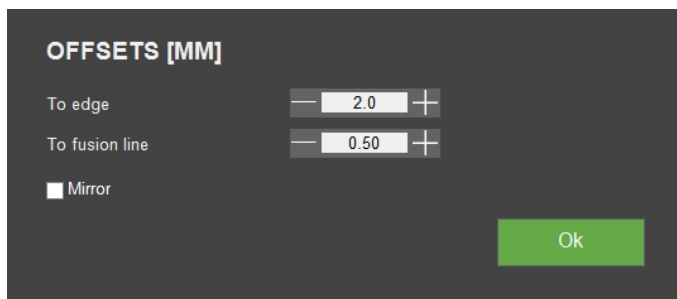 OFFSETS [MM]
To edge 2.0
To fusion line 0.50
Mirror
Ok